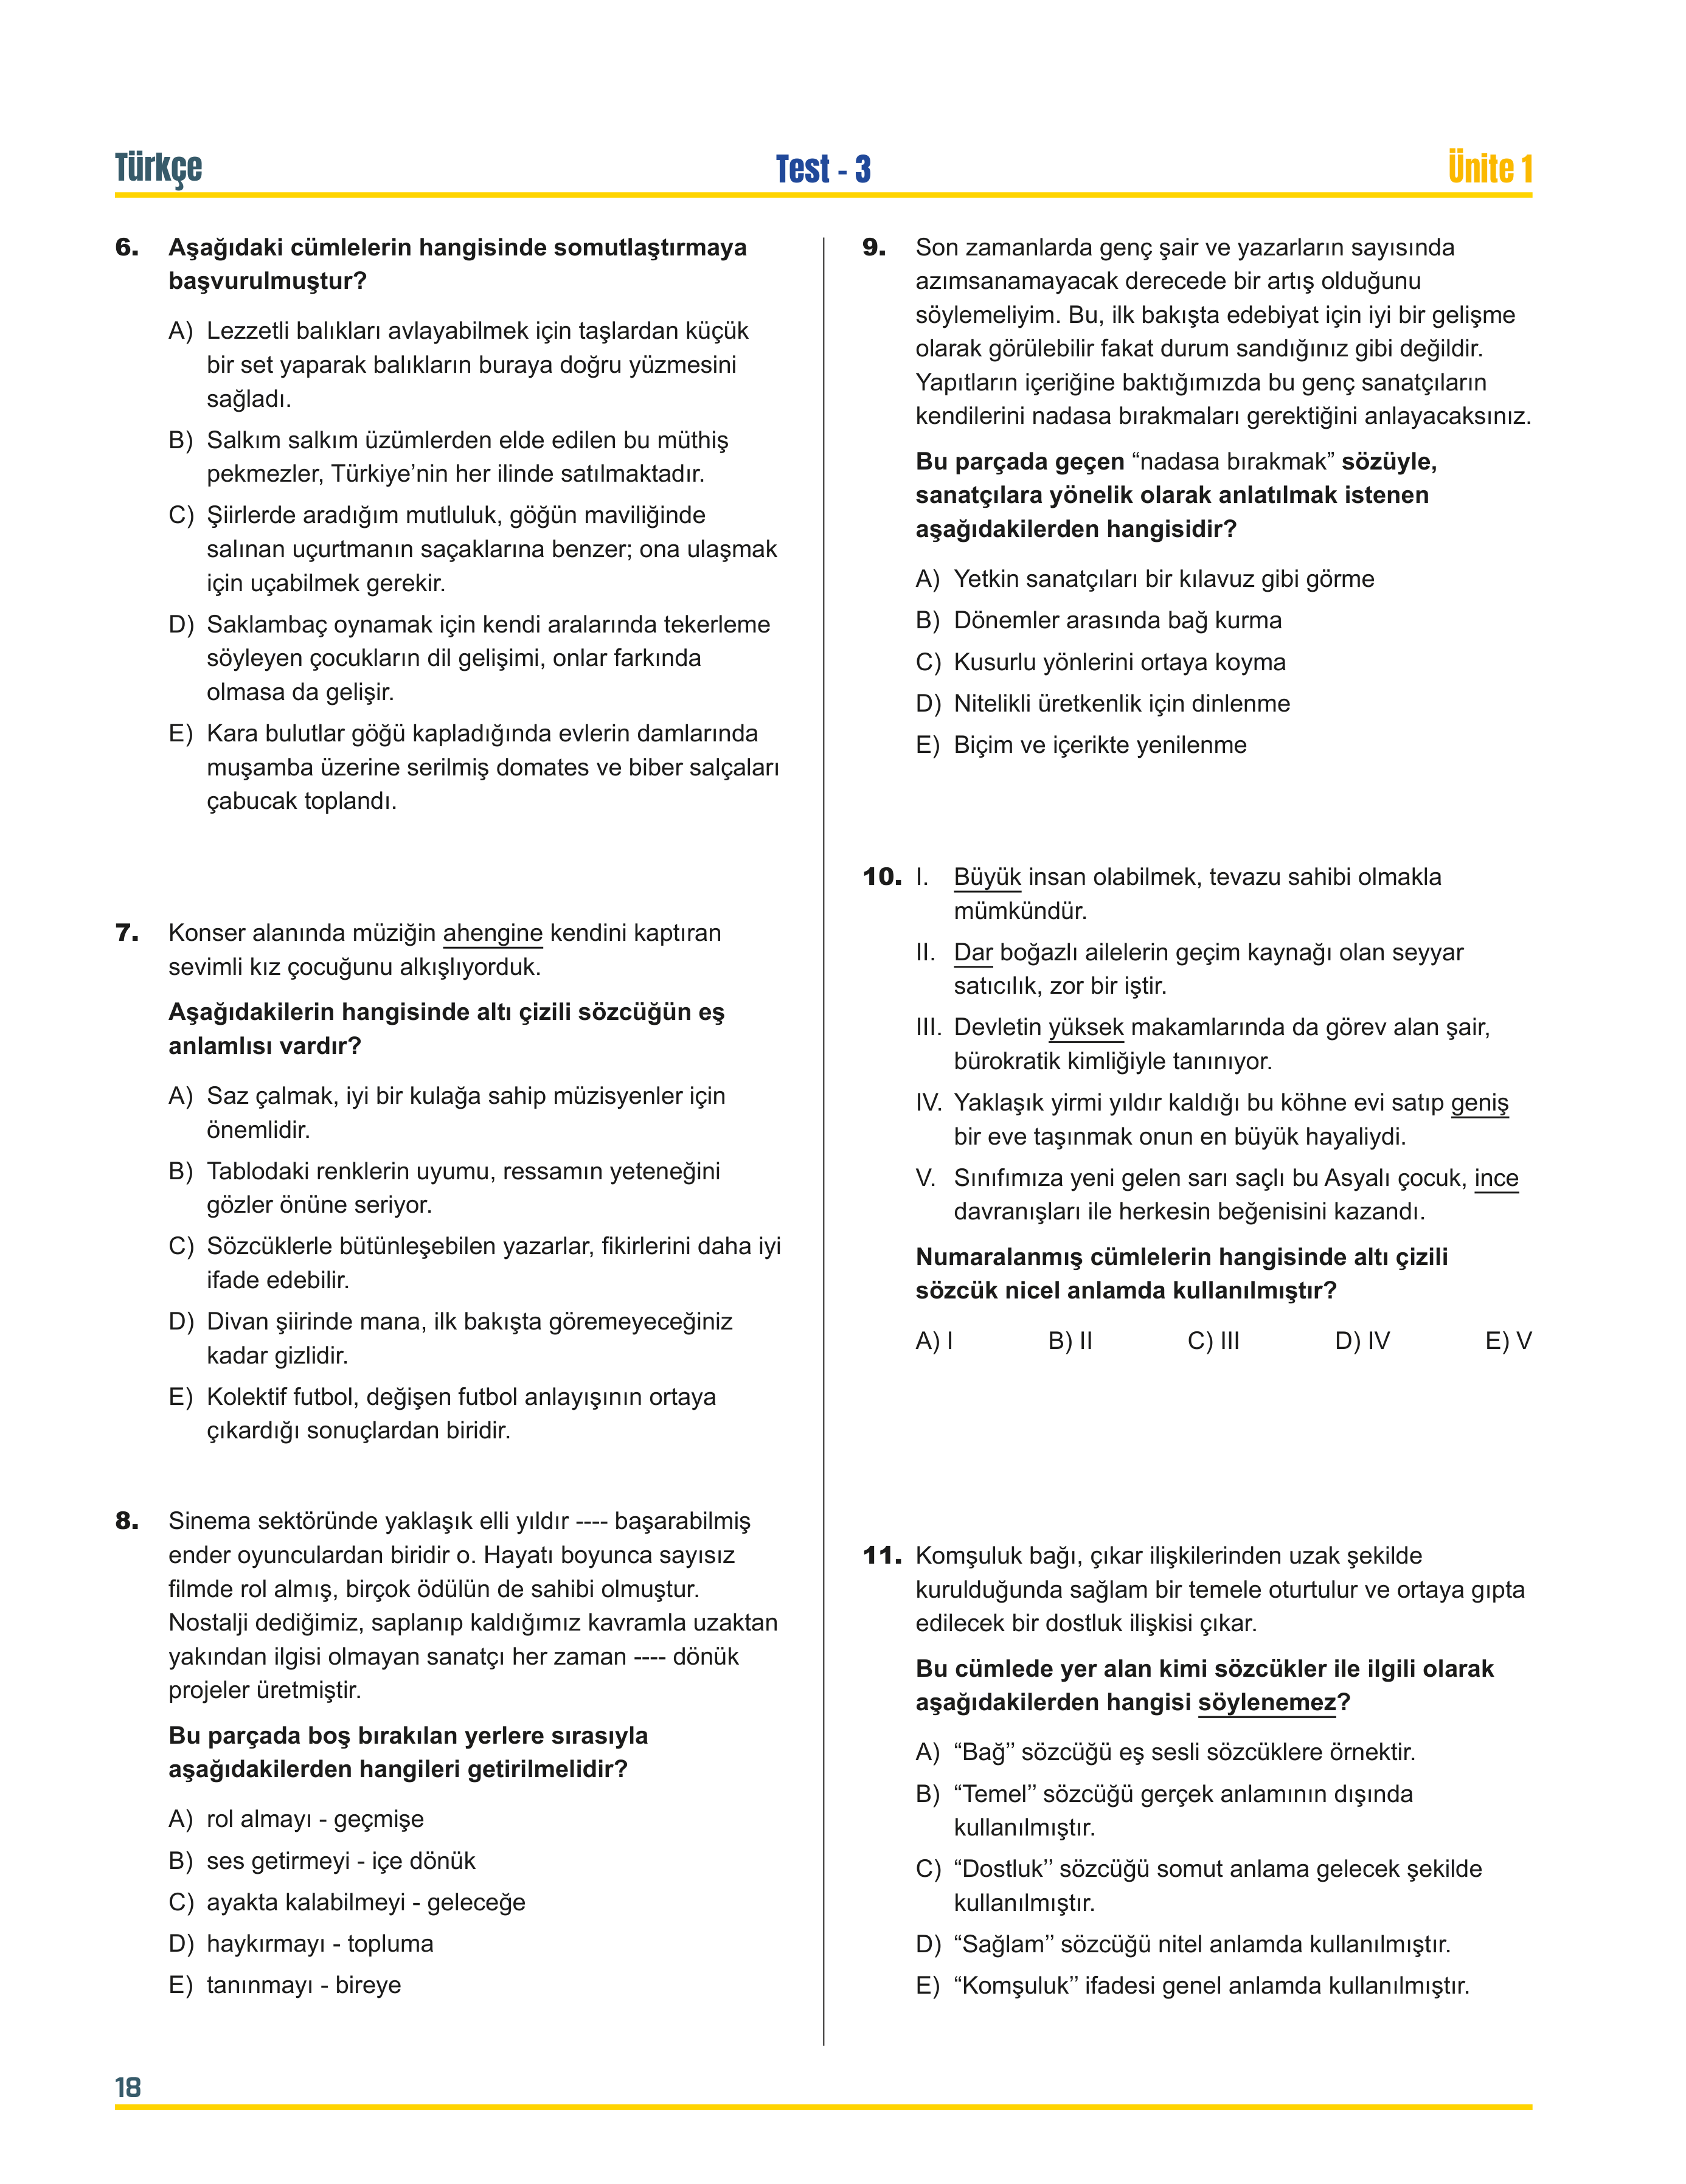 Türkçe
Test - 3
Ünite 1
6. Aşağıdaki cümlelerin hangisinde somutlaştırmaya
başvurulmuştur?
A) Lezzetli balıkları avlayabilmek için taşlardan küçük
bir set yaparak balıkların buraya doğru yüzmesini
sağladı.
B) Salkım salkım üzümlerden elde edilen bu müthiş
pekmezler, Türkiye’nin her ilinde satılmaktadır.
C) Şiirlerde aradığım mutluluk, göğün maviliğinde
salınan uçurtmanın saçaklarına benzer; ona ulaşmak
için uçabilmek gerekir.
D) Saklambaç oynamak için kendi aralarında tekerleme
söyleyen çocukların dil gelişimi, onlar farkında
olmasa da gelişir.
E) Kara bulutlar göğü kapladığında evlerin damlarında
muşamba üzerine serilmiş domates ve biber salçaları
çabucak toplandı.
7. Konser alanında müziğin ahengine kendini kaptıran
sevimli kız çocuğunu alkışlıyorduk.
Aşağıdakilerin hangisinde altı çizili sözcüğün eş
anlamlısı vardır?
A) Saz çalmak, iyi bir kulağa sahip müzisyenler için
önemlidir.
B) Tablodaki renklerin uyumu, ressamın yeteneğini
gözler önüne seriyor.
C) Sözcüklerle bütünleşebilen yazarlar, fikirlerini daha iyi
ifade edebilir.
D) Divan şiirinde mana, ilk bakışta göremeyeceğiniz
kadar gizlidir.
E) Kolektif futbol, değişen futbol anlayışının ortaya
çıkardığı sonuçlardan biridir.
8. Sinema sektöründe yaklaşık elli yıldır ---- başarabilmiş
ender oyunculardan biridir o. Hayatı boyunca sayısız
filmde rol almış, birçok ödülün de sahibi olmuştur.
Nostalji dediğimiz, saplanıp kaldığımız kavramla uzaktan
yakından ilgisi olmayan sanatçı her zaman ---- dönük
projeler üretmiştir.
Bu parçada boş bırakılan yerlere sırasıyla
aşağıdakilerden hangileri getirilmelidir?
A) rol almayı - geçmişe
B) ses getirmeyi - içe dönük
C) ayakta kalabilmeyi - geleceğe
D) haykırmayı - topluma
E) tanınmayı - bireye
9. Son zamanlarda genç şair ve yazarların sayısında
azımsanamayacak derecede bir artış olduğunu
söylemeliyim. Bu, ilk bakışta edebiyat için iyi bir gelişme
olarak görülebilir fakat durum sandığınız gibi değildir.
Yapıtların içeriğine baktığımızda bu genç sanatçıların
kendilerini nadasa bırakmaları gerektiğini anlayacaksınız.
Bu parçada geçen “nadasa bırakmak” sözüyle,
sanatçılara yönelik olarak anlatılmak istenen
aşağıdakilerden hangisidir?
A) Yetkin sanatçıları bir kılavuz gibi görme
B) Dönemler arasında bağ kurma
C) Kusurlu yönlerini ortaya koyma
D) Nitelikli üretkenlik için dinlenme
E) Biçim ve içerikte yenilenme
10. I. Büyük insan olabilmek, tevazu sahibi olmakla
mümkündür.
II. Dar boğazlı ailelerin geçim kaynağı olan seyyar
satıcılık, zor bir iştir.
III. Devletin yüksek makamlarında da görev alan şair,
bürokratik kimliğiyle tanınıyor.
IV. Yaklaşık yirmi yıldır kaldığı bu köhne evi satıp geniş
bir eve taşınmak onun en büyük hayaliydi.
V. Sınıfımıza yeni gelen sarı saçlı bu Asyalı çocuk, ince
davranışları ile herkesin beğenisini kazandı.
Numaralanmış cümlelerin hangisinde altı çizili
sözcük nicel anlamda kullanılmıştır?
A) I B) II C) III D) IV E) V
11. Komşuluk bağı, çıkar ilişkilerinden uzak şekilde
kurulduğunda sağlam bir temele oturtulur ve ortaya gıpta
edilecek bir dostluk ilişkisi çıkar.
Bu cümlede yer alan kimi sözcükler ile ilgili olarak
aşağıdakilerden hangisi söylenemez?
A) “Bağ’’ sözcüğü eş sesli sözcüklere örnektir.
B) “Temel’’ sözcüğü gerçek anlamının dışında
kullanılmıştır.
C) “Dostluk’’ sözcüğü somut anlama gelecek şekilde
kullanılmıştır.
D) “Sağlam’’ sözcüğü nitel anlamda kullanılmıştır.
E) “Komşuluk’’ ifadesi genel anlamda kullanılmıştır.
18